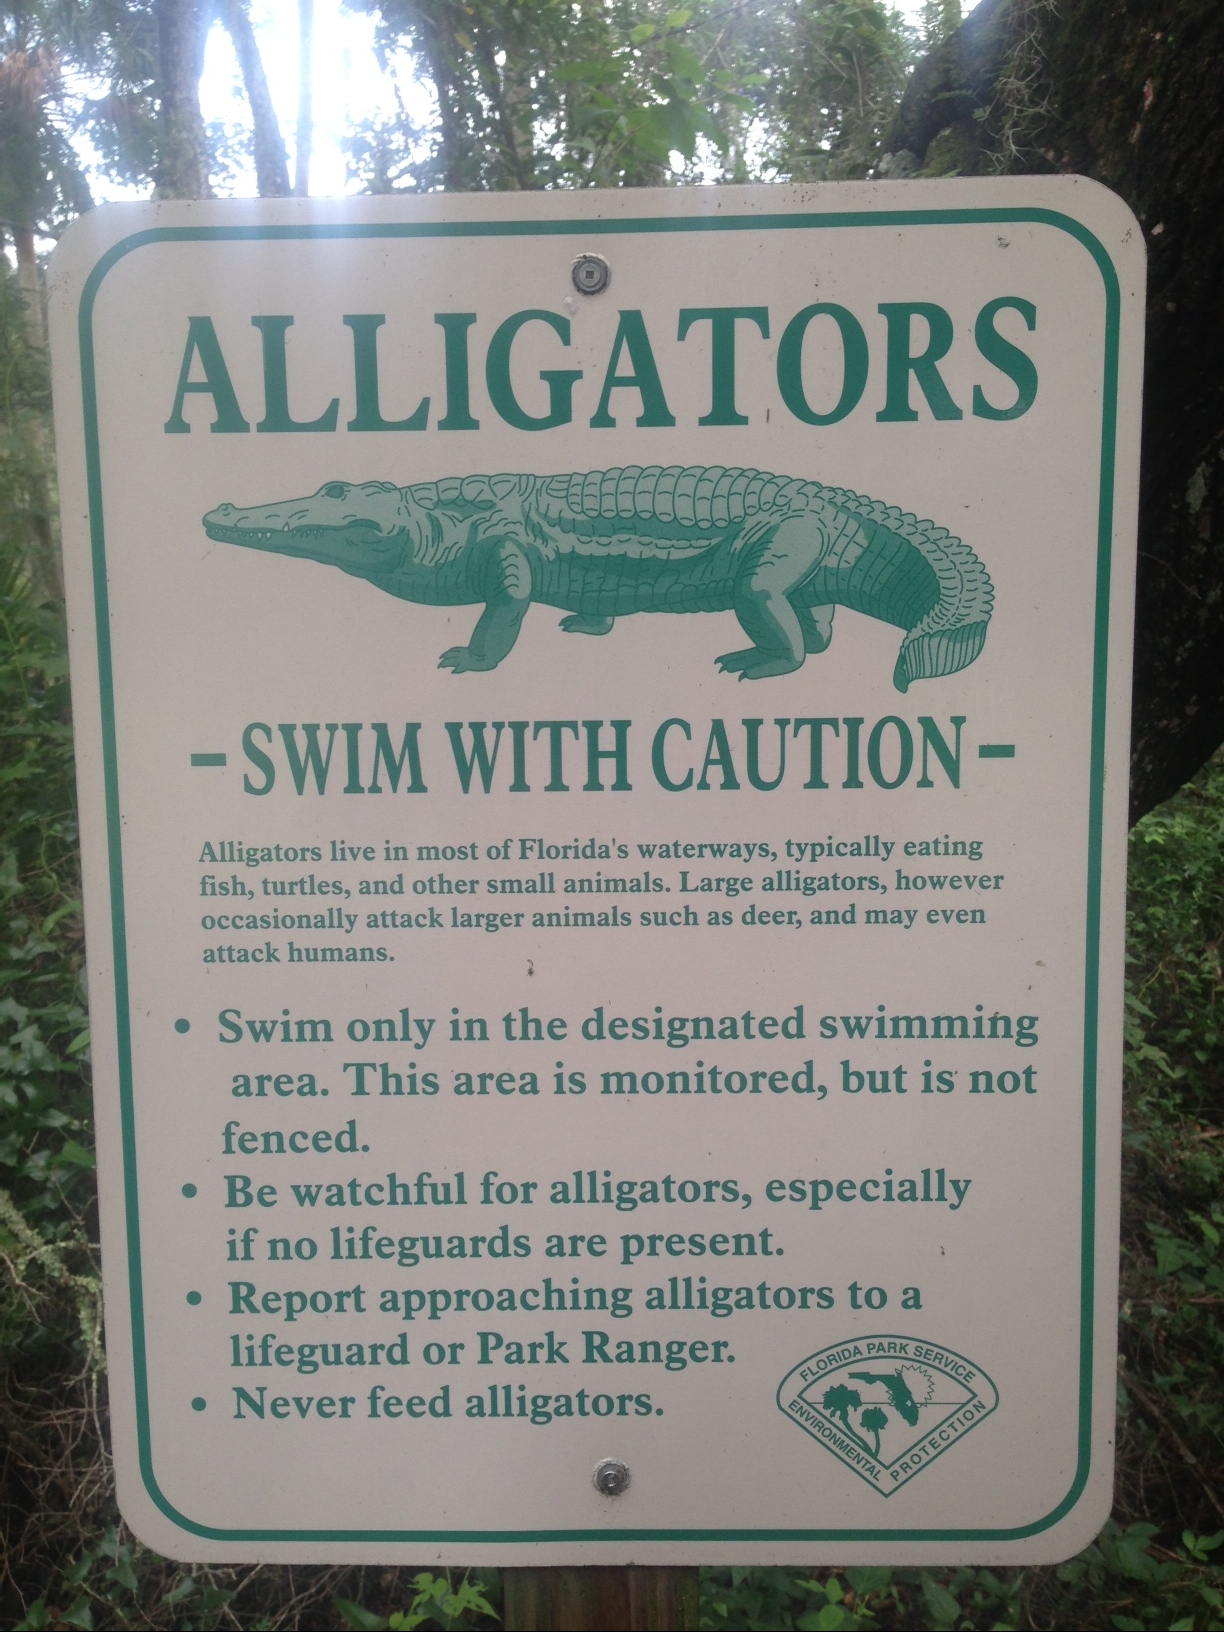 ALLIGATORS
- SWIM WITH CAUTION -
Alligators live in most of Florida's waterways, typically eating
fish, turtles, and other small animals. Large alligators, however
occasionally attack larger animals such as deer, and may even
attack humans.
• Swim only in the designated swimming
area. This area is monitored, but is not
fenced.
• Be watchful for alligators, especially
if no lifeguards are present.
• Report approaching alligators to a
lifeguard or Park Ranger.
• Never feed alligators.
FLORIDA PARK SERVICE
ENVIRONMENTAL PROTECTION